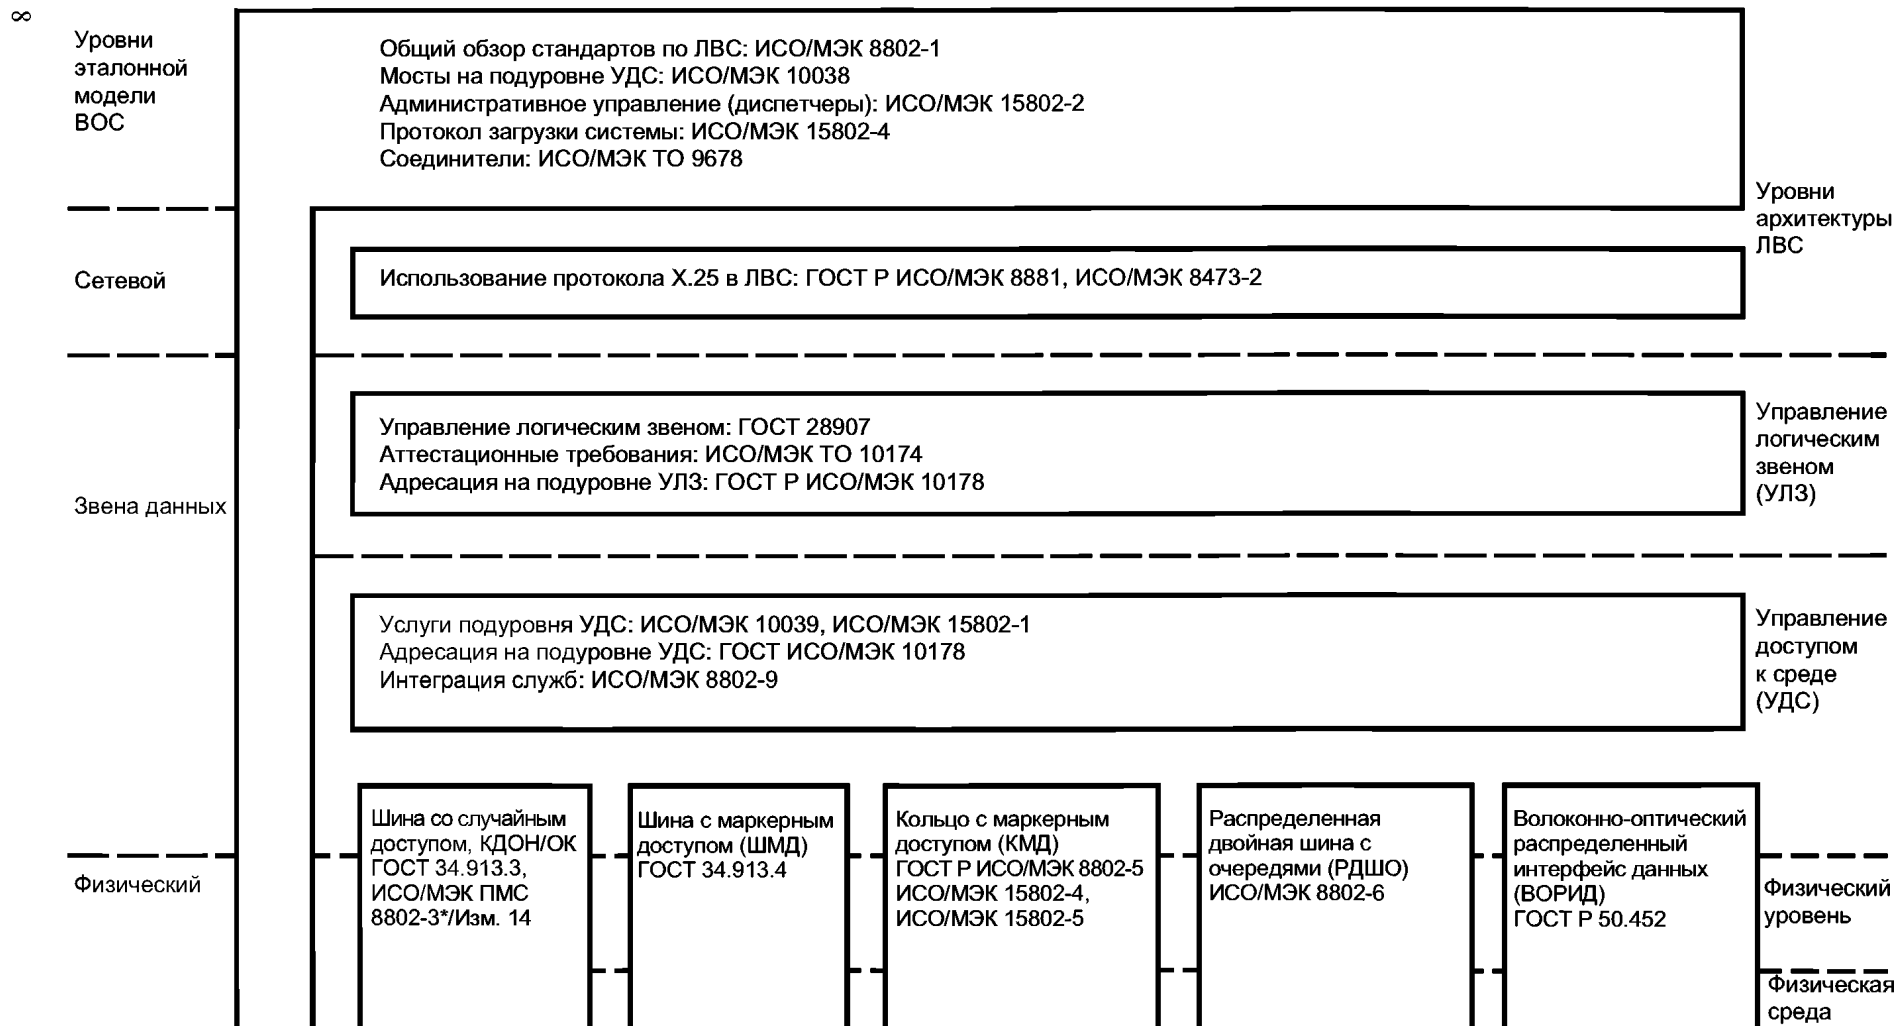 8
Уровни
эталонной
модели
ВОС
Общий обзор стандартов по ЛВС: ИСО/МЭК 8802-1
Мосты на подуровне УДС: ИСО/МЭК 10038
Административное управление (диспетчеры): ИСО/МЭК 15802-2
Протокол загрузки системы: ИСО/МЭК 15802-4
Соединители: ИСО/МЭК ТО 9678
Уровни
архитектуры
ЛВС
Сетевой
Использование протокола X.25 в ЛВС: ГОСТ Р ИСО/МЭК 8881, ИСО/МЭК 8473-2
Звена данных
Управление логическим звеном: ГОСТ 28907
Аттестационные требования: ИСО/МЭК ТО 10174
Адресация на подуровне УЛЗ: ГОСТ Р ИСО/МЭК 10178
Управление
логическим
звеном
(УЛЗ)
Услуги подуровня УДС: ИСО/МЭК 10039, ИСО/МЭК 15802-1
Адресация на подуровне УДС: ГОСТ ИСО/МЭК 10178
Интеграция служб: ИСО/МЭК 8802-9
Управление
доступом
к среде
(УДС)
Физический
Шина со случайным
доступом, КДОН/ОК
ГОСТ 34.913.3,
ИСО/МЭК ПМС
8802-3*/Изм. 14
Шина с маркерным
доступом (ШМД)
ГОСТ 34.913.4
Кольцо с маркерным
доступом (КМД)
ГОСТ Р ИСО/МЭК 8802-5
ИСО/МЭК 15802-4,
ИСО/МЭК 15802-5
Распределенная
двойная шина с
очередями (РДШО)
ИСО/МЭК 8802-6
Волоконно-оптический
распределенный
интерфейс данных
(ВОРИД)
ГОСТ Р 50.452
Физический
уровень
Физическая
среда